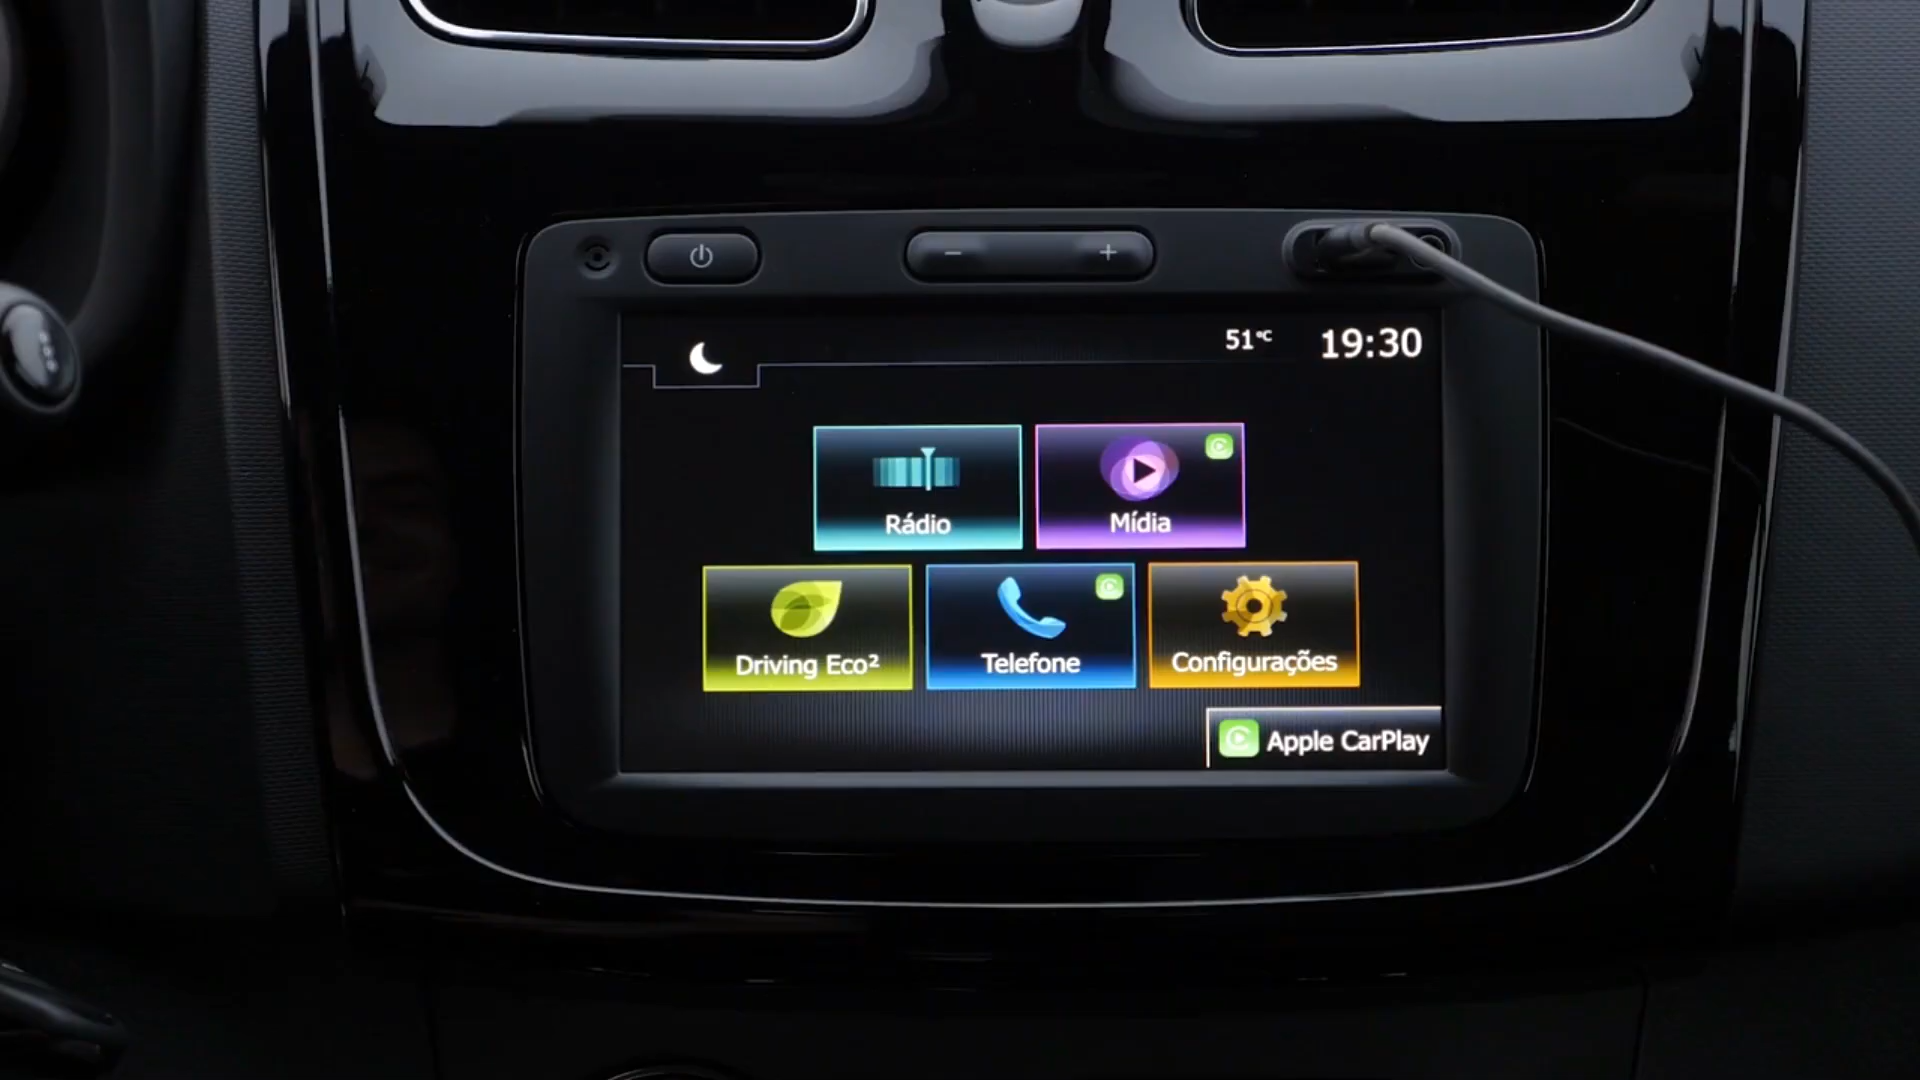 51°C 19:30
Rádio Mídia
Driving Eco² Telefone Configurações
Apple CarPlay